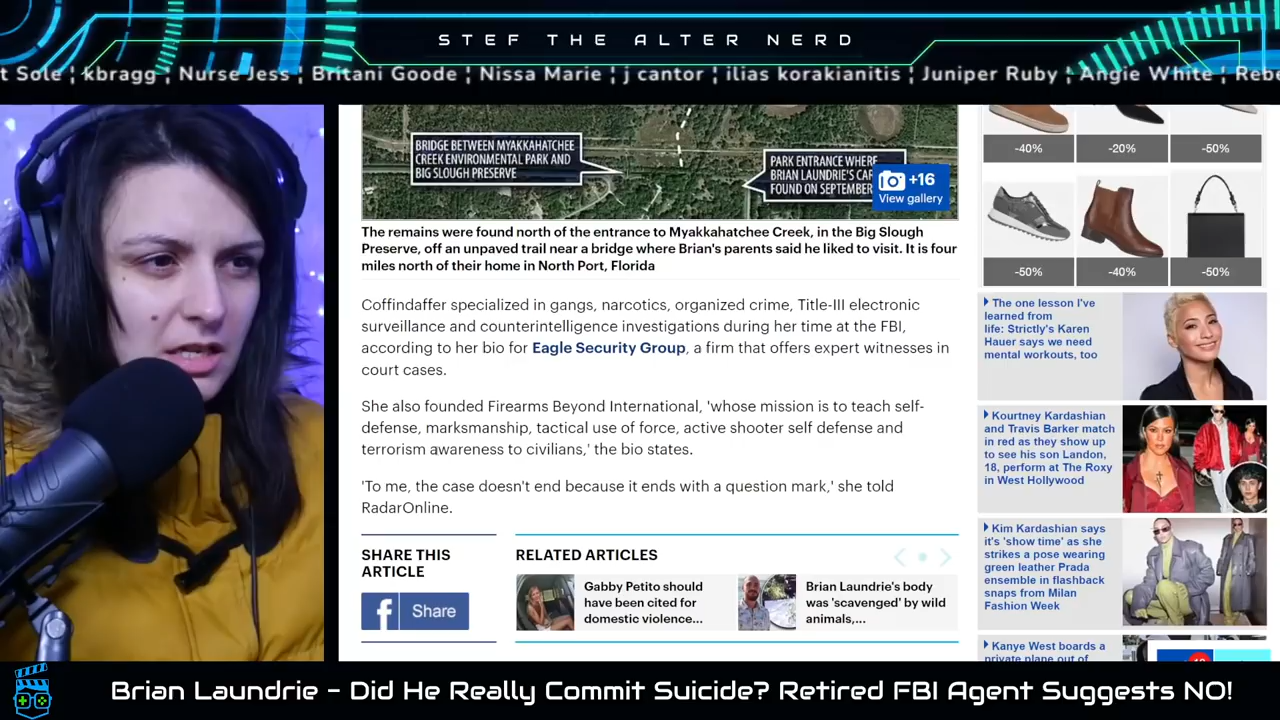 STEF THE ALTER NERD
t Sole ¦ kbragg ¦ Nurse Jess ¦ Britani Goode ¦ Nissa Marie ¦ j cantor ¦ ilias korakianitis ¦ Juniper Ruby ¦ Angie White ¦ Rebe
BRIDGE BETWEEN MYAKKAHATCHEE
CREEK ENVIRONMENTAL PARK AND
BIG SLOUGH PRESERVE
PARK ENTRANCE WHERE
BRIAN LAUNDRIE'S CAR
FOUND ON SEPTEMBER
+16
View gallery
The remains were found north of the entrance to Myakkahatchee Creek, in the Big Slough
Preserve, off an unpaved trail near a bridge where Brian's parents said he liked to visit. It is four
miles north of their home in North Port, Florida
Coffindaffer specialized in gangs, narcotics, organized crime, Title-III electronic
surveillance and counterintelligence investigations during her time at the FBI,
according to her bio for Eagle Security Group, a firm that offers expert witnesses in
court cases.
She also founded Firearms Beyond International, 'whose mission is to teach self-
defense, marksmanship, tactical use of force, active shooter self defense and
terrorism awareness to civilians,' the bio states.
'To me, the case doesn't end because it ends with a question mark,' she told
RadarOnline.
SHARE THIS
ARTICLE
f Share
RELATED ARTICLES
Gabby Petito should
have been cited for
domestic violence...
Brian Laundrie's body
was 'scavenged' by wild
animals,...
-40% -20% -50%
-50% -40% -50%
The one lesson I've
learned from
life: Strictly's Karen
Hauer says we need
mental workouts, too
Kourtney Kardashian
and Travis Barker match
in red as they show up
to see his son Landon,
18, perform at The Roxy
in West Hollywood
Kim Kardashian says
it's 'show time' as she
strikes a pose wearing
green leather Prada
ensemble in flashback
snaps from Milan
Fashion Week
Kanye West boards a
private plane out of
Brian Laundrie - Did He Really Commit Suicide? Retired FBI Agent Suggests NO!